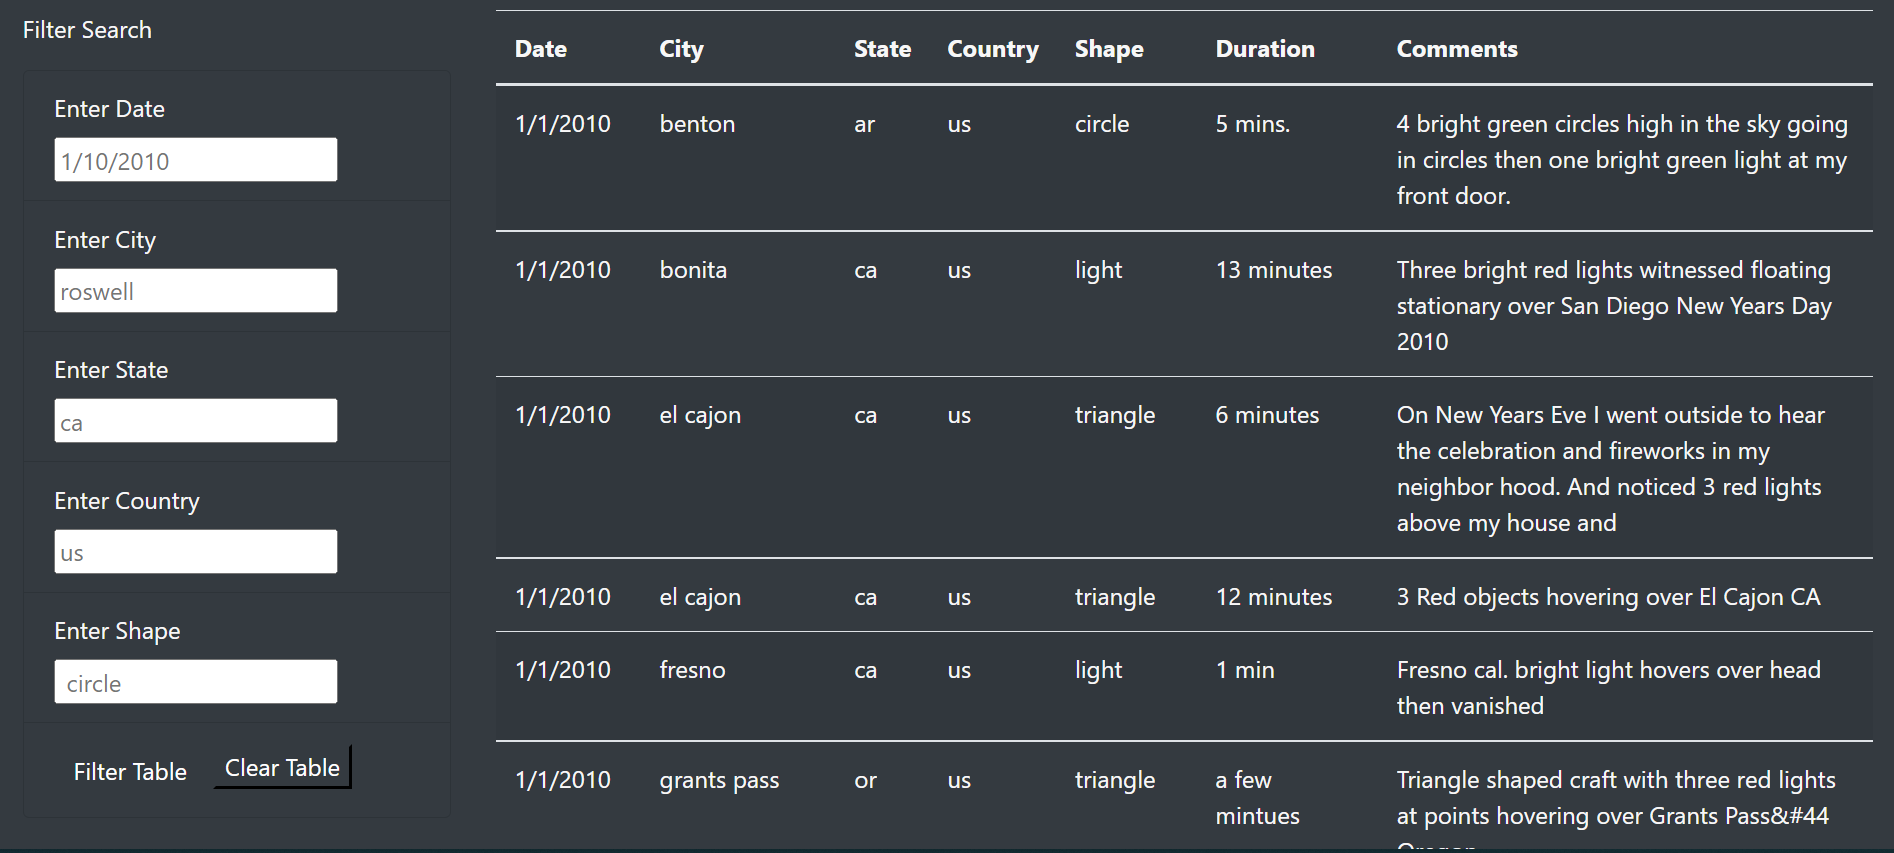 Filter Search
Enter Date
1/10/2010
Enter City
roswell
Enter State
ca
Enter Country
us
Enter Shape
circle
Filter Table Clear Table
Date City State Country Shape Duration Comments
1/1/2010 benton ar us circle 5 mins. 4 bright green circles high in the sky going
in circles then one bright green light at my
front door.
1/1/2010 bonita ca us light 13 minutes Three bright red lights witnessed floating
stationary over San Diego New Years Day
2010
1/1/2010 el cajon ca us triangle 6 minutes On New Years Eve I went outside to hear
the celebration and fireworks in my
neighbor hood. And noticed 3 red lights
above my house and
1/1/2010 el cajon ca us triangle 12 minutes 3 Red objects hovering over El Cajon CA
1/1/2010 fresno ca us light 1 min Fresno cal. bright light hovers over head
then vanished
1/1/2010 grants pass or us triangle a few Triangle shaped craft with three red lights
mintues at points hovering over Grants Pass&#44